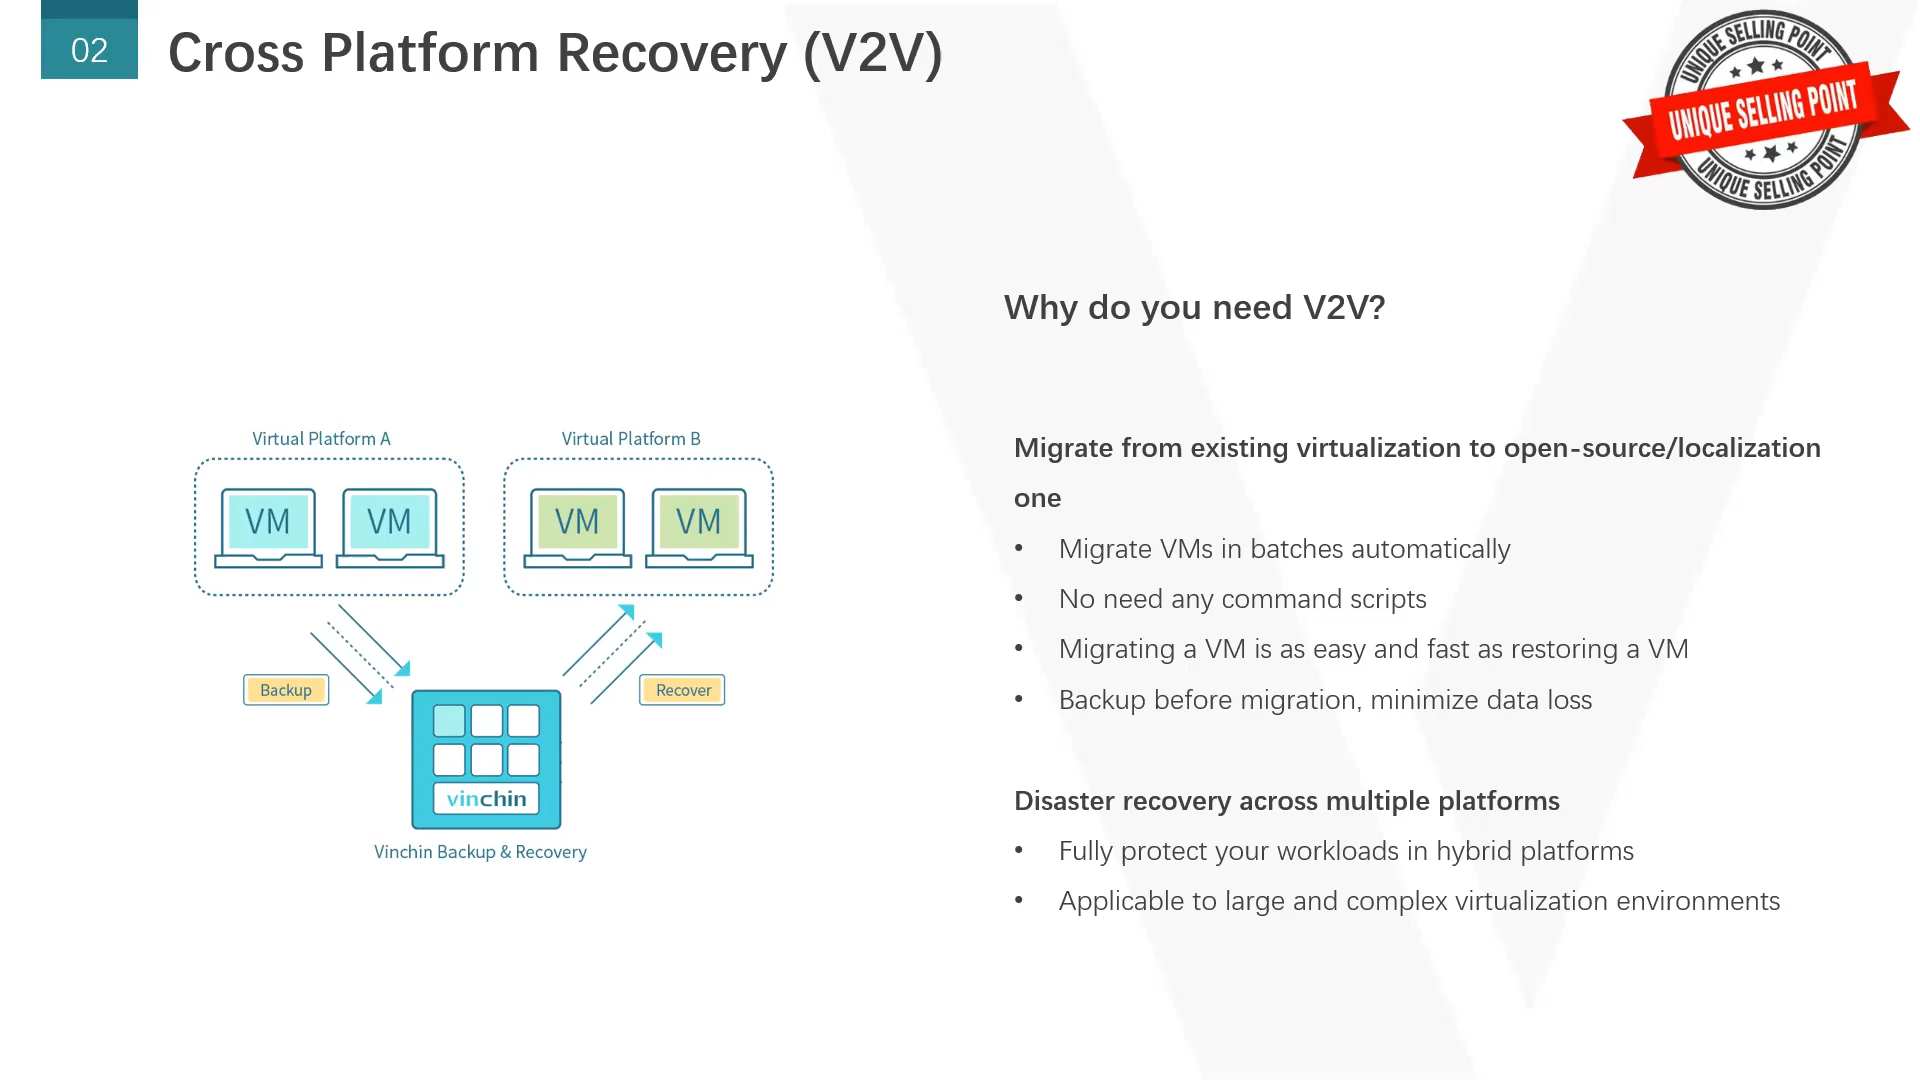 02
Cross Platform Recovery (V2V)
UNIQUE SELLING POINT
UNIQUE SELLING POINT
UNIQUE SELLING POINT
Why do you need V2V?
Virtual Platform A
Virtual Platform B
VM
VM
VM
VM
Backup
Recover
vinchin
Vinchin Backup & Recovery
Migrate from existing virtualization to open-source/localization
one
• Migrate VMs in batches automatically
• No need any command scripts
• Migrating a VM is as easy and fast as restoring a VM
• Backup before migration, minimize data loss
Disaster recovery across multiple platforms
• Fully protect your workloads in hybrid platforms
• Applicable to large and complex virtualization environments